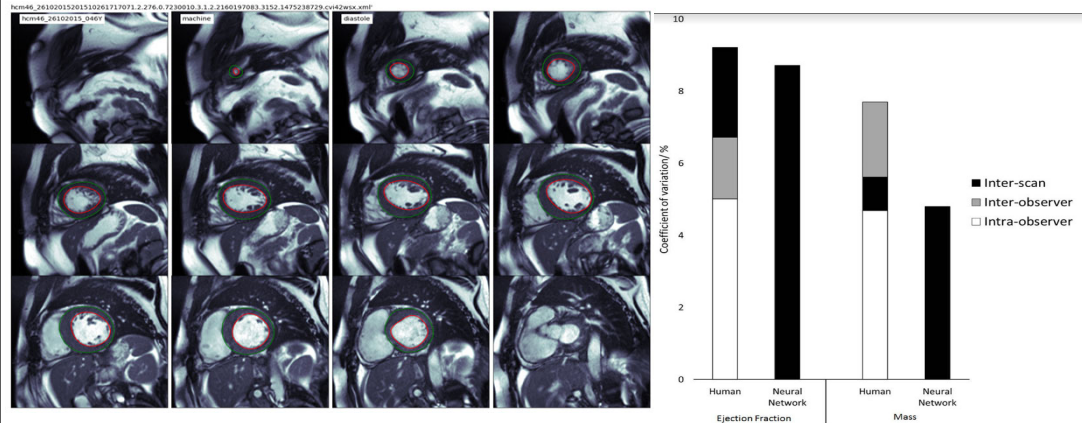 hcm46_2610201520151026171707​1.2.276.0.7230010.3.1.2.2160197083.3152.1475238729.cvi42wsx.xml'
hcm46_26102015_046Y
machine
diastole
10
8
6
4
2
0
Coefficient of variation/ %
Inter-scan
Inter-observer
Intra-observer
Human
Neural
Network
Human
Neural
Network
Ejection Fraction
Mass